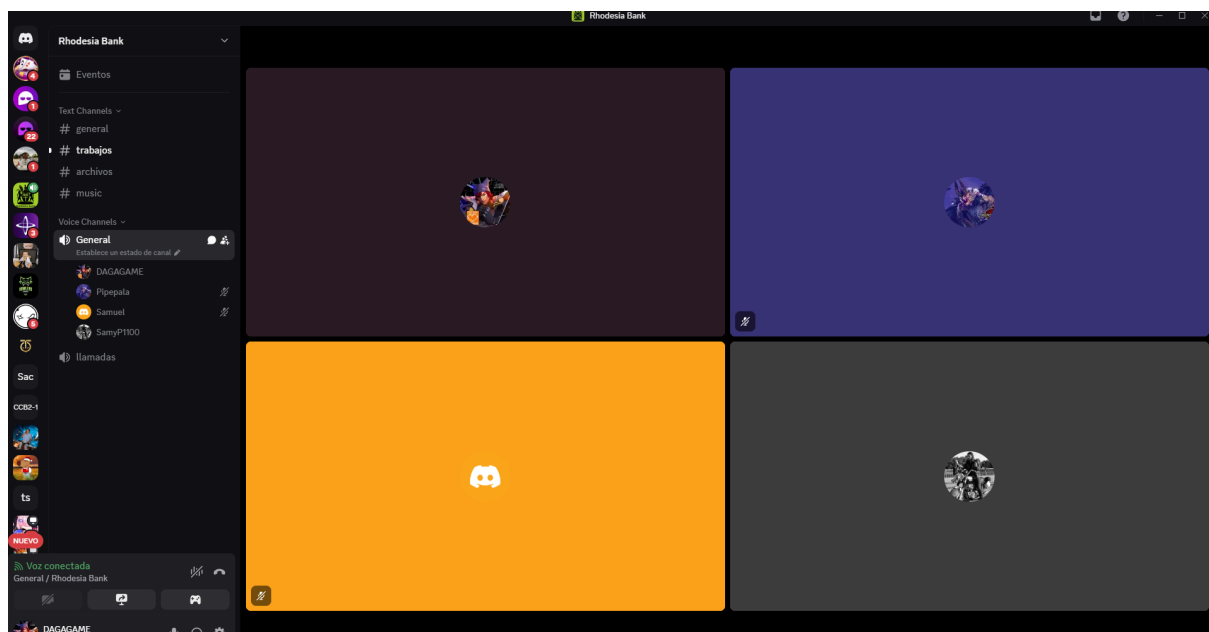 Rhodesia Bank
Rhodesia Bank
Eventos
Text Channels
# general
# trabajos
# archivos
# music
Voice Channels
General
Establece un estado de canal
DAGAGAME
Pipepala
Samuel
SamyP1100
llamadas
4
1
22
1
3
5
Sac
CCB2-1
ts
NUEVO
Voz conectada
General / Rhodesia Bank
DAGAGAME